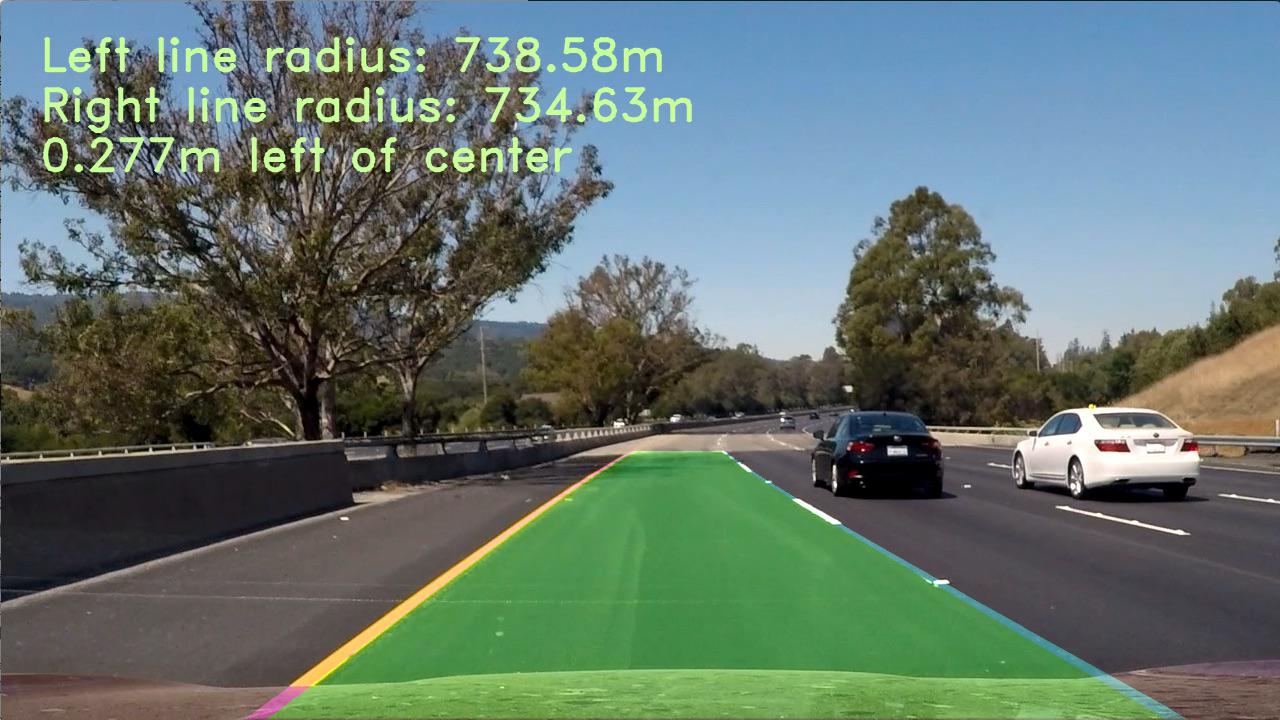 Left line radius: 738.58m
Right line radius: 734.63m
0.277m left of center